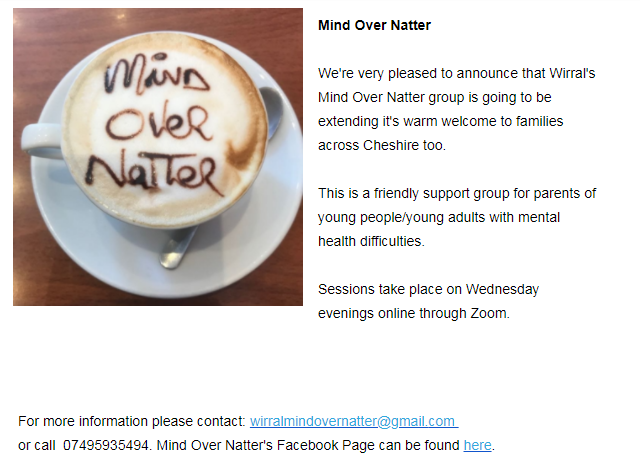 Mind
Over
Natter
Mind Over Natter
We're very pleased to announce that Wirral's
Mind Over Natter group is going to be
extending it's warm welcome to families
across Cheshire too.
This is a friendly support group for parents of
young people/young adults with mental
health difficulties.
Sessions take place on Wednesday
evenings online through Zoom.
For more information please contact: wirralmindovernatter@gmail.com
or call 07495935494. Mind Over Natter's Facebook Page can be found here.